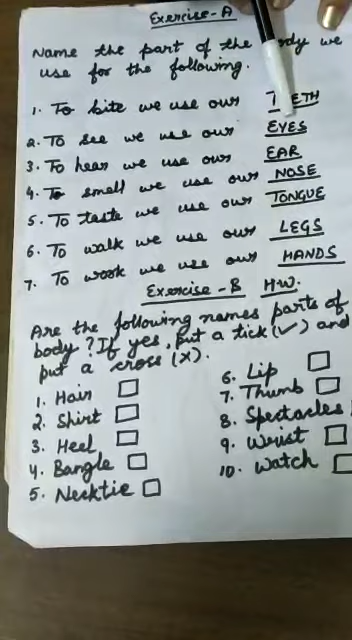 Exercise-A
Name the part of the body we
use for the following.
1. To bite we use our TEETH
2. To see we use our EYES
3. To hear we use our EAR
4. To smell we use our NOSE
5. To taste we use our TONGUE
6. To walk we use our LEGS
7. To work we use our HANDS
Exercise-B H.W.
Are the following names parts of
body? If yes, put a tick (✓) and
put a cross (x).
1. Hair
2. Shirt
3. Heel
4. Bangle
5. Necktie
6. Lip
7. Thumb
8. Spectacles
9. Wrist
10. Watch